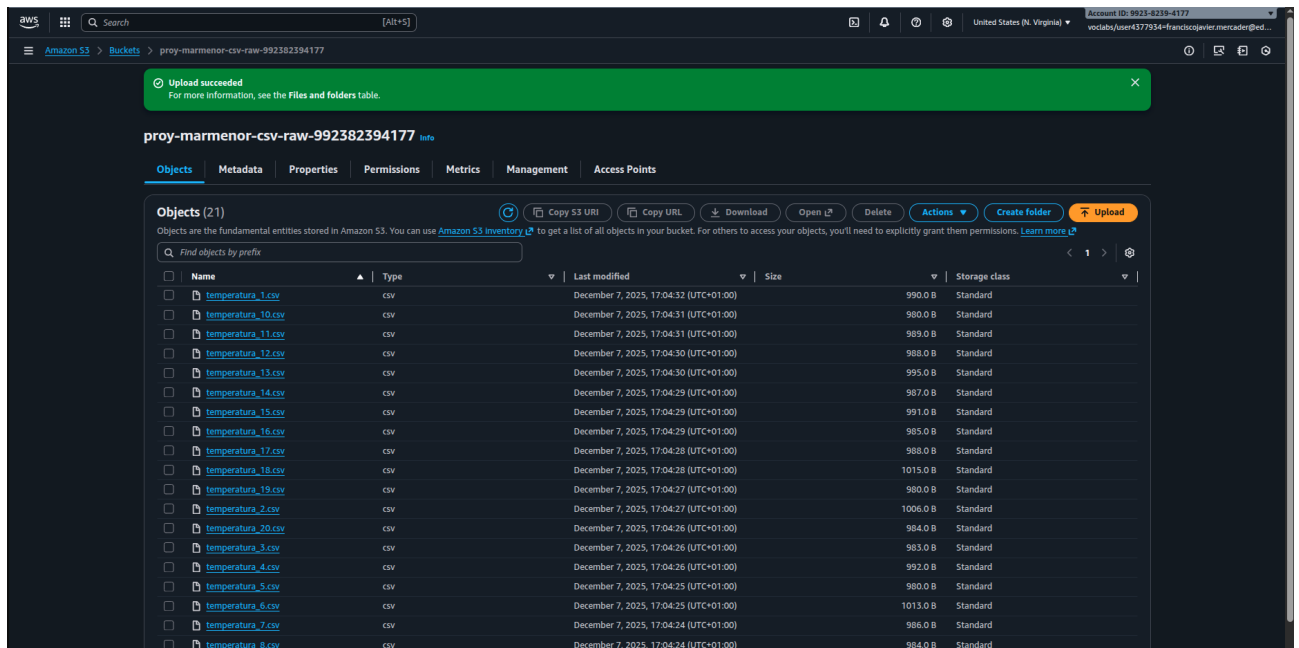 aws Search [Alt+S] United States (N. Virginia) Account ID: 9923-8239-4177
voclabs/user4377934=franciscojavier.mercader@ed...
Amazon S3 > Buckets > proy-marmenor-csv-raw-992382394177
Upload succeeded
For more information, see the Files and folders table.
proy-marmenor-csv-raw-992382394177 Info
Objects Metadata Properties Permissions Metrics Management Access Points
Objects (21) Copy S3 URI Copy URL Download Open Delete Actions Create folder Upload
Objects are the fundamental entities stored in Amazon S3. You can use Amazon S3 inventory to get a list of all objects in your bucket. For others to access your objects, you'll need to explicitly grant them permissions. Learn more
Find objects by prefix 1
Name Type Last modified Size Storage class
temperatura_1.csv csv December 7, 2025, 17:04:32 (UTC+01:00) 990.0 B Standard
temperatura_10.csv csv December 7, 2025, 17:04:31 (UTC+01:00) 980.0 B Standard
temperatura_11.csv csv December 7, 2025, 17:04:31 (UTC+01:00) 989.0 B Standard
temperatura_12.csv csv December 7, 2025, 17:04:30 (UTC+01:00) 988.0 B Standard
temperatura_13.csv csv December 7, 2025, 17:04:30 (UTC+01:00) 995.0 B Standard
temperatura_14.csv csv December 7, 2025, 17:04:29 (UTC+01:00) 987.0 B Standard
temperatura_15.csv csv December 7, 2025, 17:04:29 (UTC+01:00) 991.0 B Standard
temperatura_16.csv csv December 7, 2025, 17:04:29 (UTC+01:00) 985.0 B Standard
temperatura_17.csv csv December 7, 2025, 17:04:28 (UTC+01:00) 988.0 B Standard
temperatura_18.csv csv December 7, 2025, 17:04:28 (UTC+01:00) 1015.0 B Standard
temperatura_19.csv csv December 7, 2025, 17:04:27 (UTC+01:00) 980.0 B Standard
temperatura_2.csv csv December 7, 2025, 17:04:27 (UTC+01:00) 1006.0 B Standard
temperatura_20.csv csv December 7, 2025, 17:04:26 (UTC+01:00) 984.0 B Standard
temperatura_3.csv csv December 7, 2025, 17:04:26 (UTC+01:00) 983.0 B Standard
temperatura_4.csv csv December 7, 2025, 17:04:26 (UTC+01:00) 992.0 B Standard
temperatura_5.csv csv December 7, 2025, 17:04:25 (UTC+01:00) 980.0 B Standard
temperatura_6.csv csv December 7, 2025, 17:04:25 (UTC+01:00) 1013.0 B Standard
temperatura_7.csv csv December 7, 2025, 17:04:24 (UTC+01:00) 986.0 B Standard
temperatura_8.csv csv December 7, 2025, 17:04:24 (UTC+01:00) 984.0 B Standard